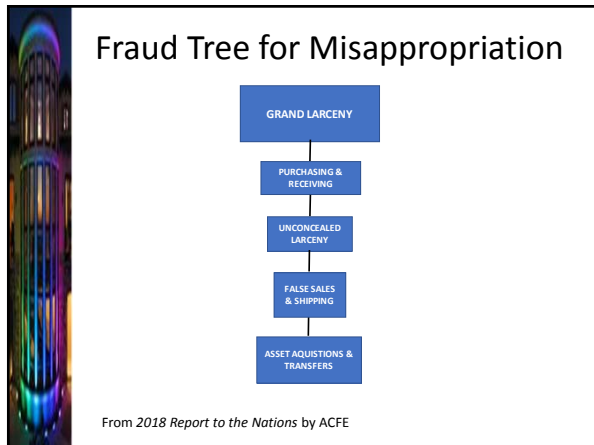 Fraud Tree for Misappropriation
GRAND LARCENY
PURCHASING &
RECEIVING
UNCONCEALED
LARCENY
FALSE SALES
& SHIPPING
ASSET AQUISTIONS &
TRANSFERS
From 2018 Report to the Nations by ACFE